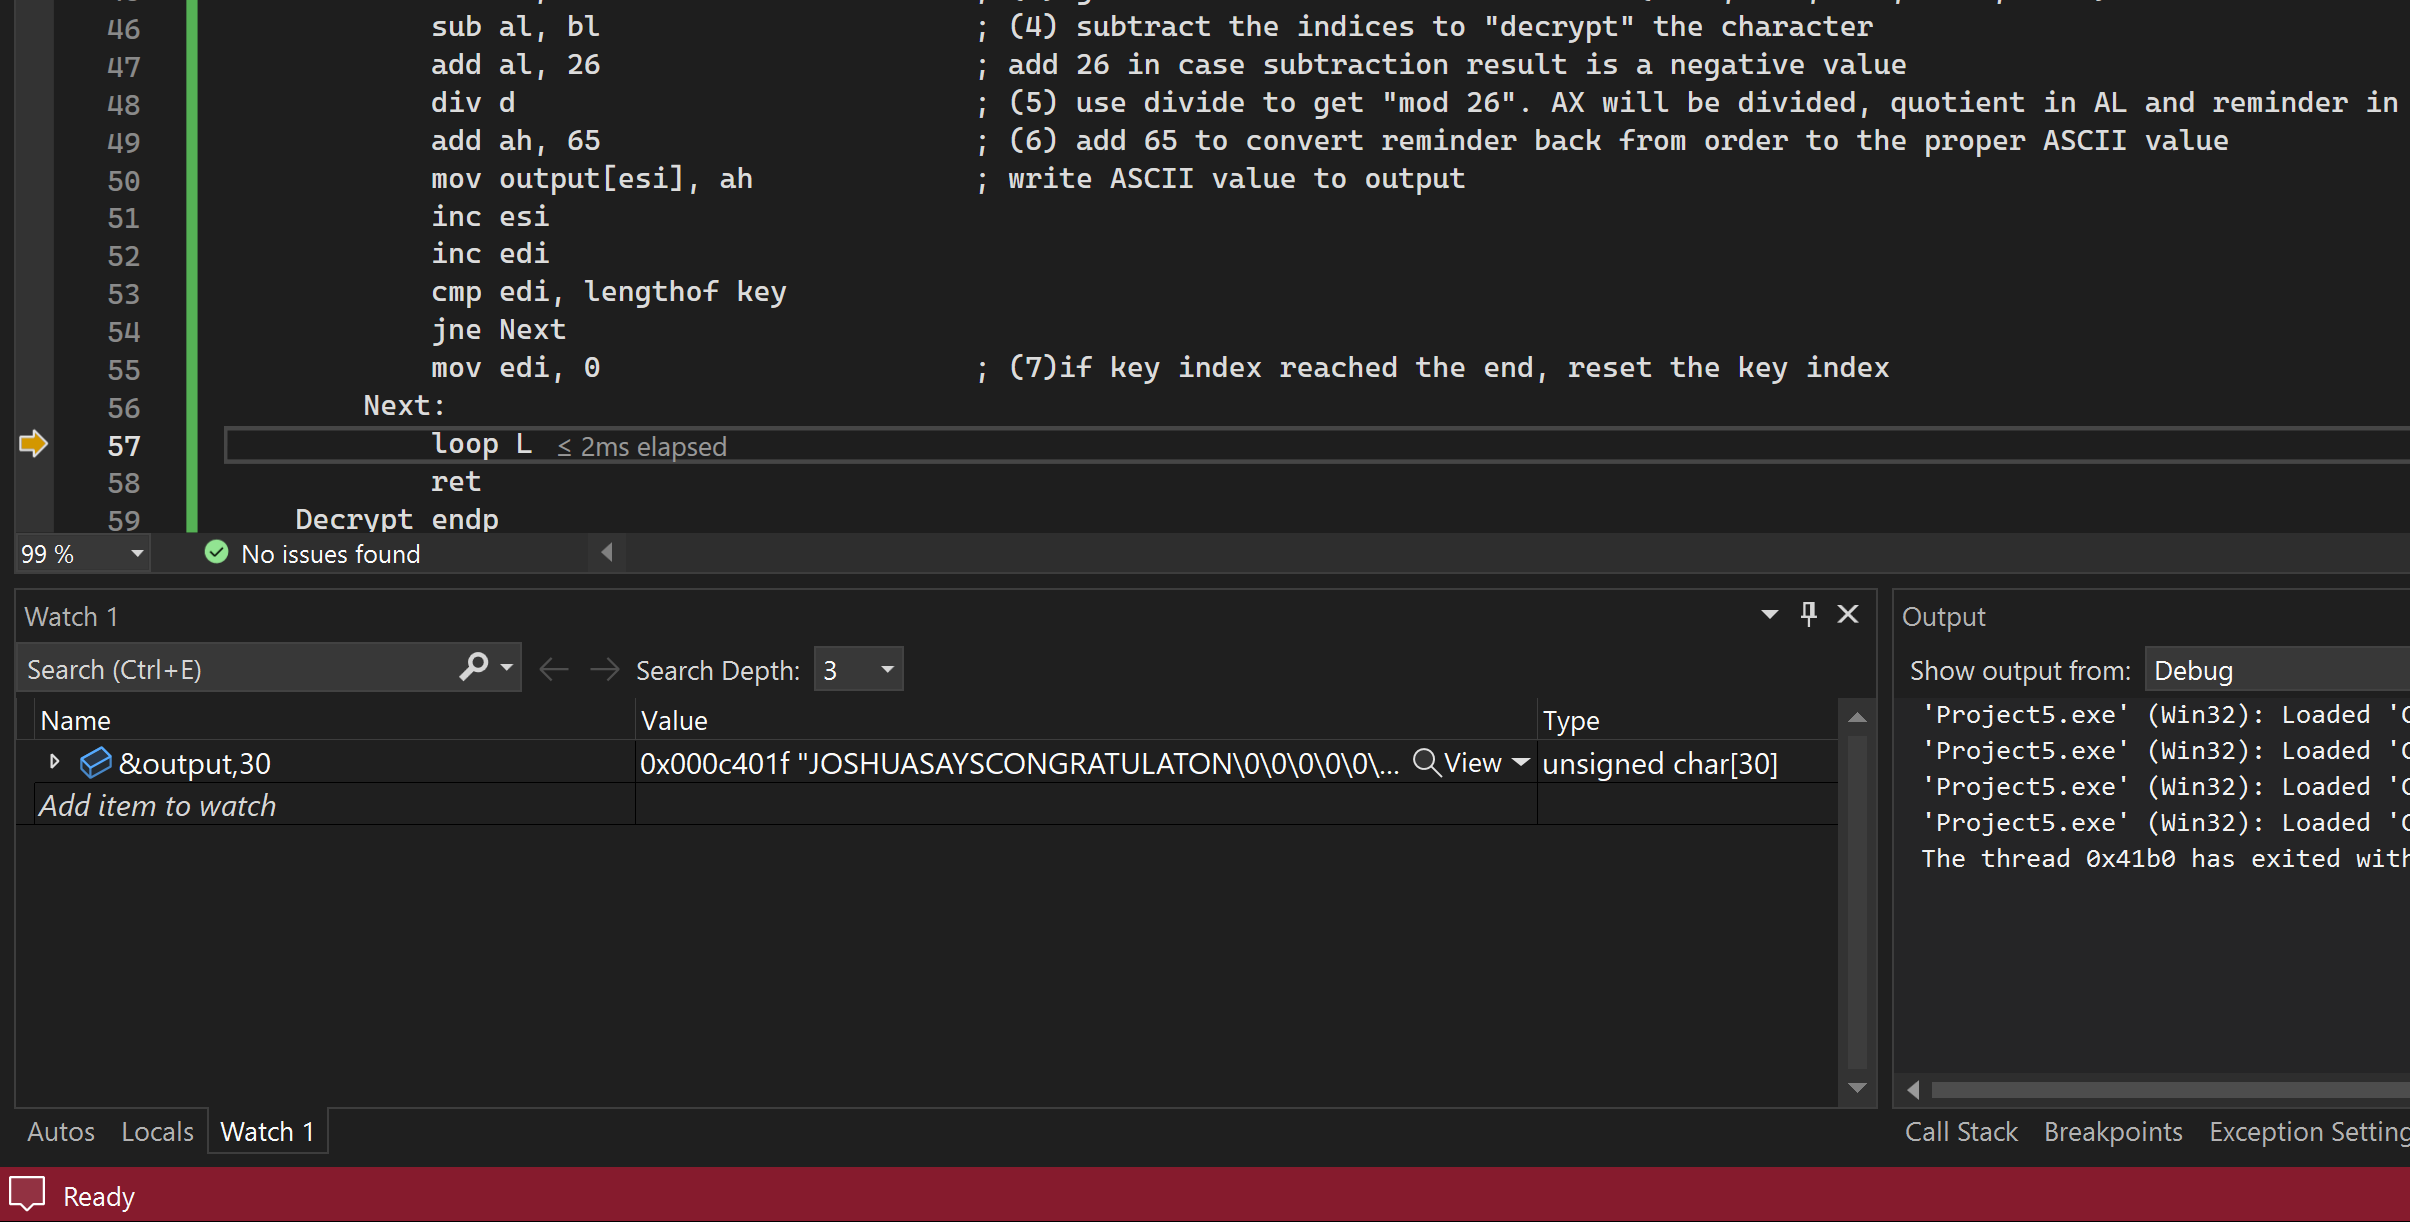 46 sub al, bl ; (4) subtract the indices to "decrypt" the character
47 add al, 26 ; add 26 in case subtraction result is a negative value
48 div d ; (5) use divide to get "mod 26". AX will be divided, quotient in AL and reminder in
49 add ah, 65 ; (6) add 65 to convert reminder back from order to the proper ASCII value
50 mov output[esi], ah ; write ASCII value to output
51 inc esi
52 inc edi
53 cmp edi, lengthof key
54 jne Next
55 mov edi, 0 ; (7)if key index reached the end, reset the key index
56 Next:
57 loop L ≤ 2ms elapsed
58 ret
59 Decrypt endp
99 % No issues found
Watch 1
Search (Ctrl+E) Search Depth: 3
Name Value Type
&output,30 0x000c401f "JOSHUASAYSCONGRATULATON\0\0\0\0\0\... View unsigned char[30]
Add item to watch
Autos Locals Watch 1
Output
Show output from: Debug
'Project5.exe' (Win32): Loaded 'C
'Project5.exe' (Win32): Loaded 'C
'Project5.exe' (Win32): Loaded 'C
'Project5.exe' (Win32): Loaded 'C
The thread 0x41b0 has exited with
Call Stack Breakpoints Exception Setting
Ready